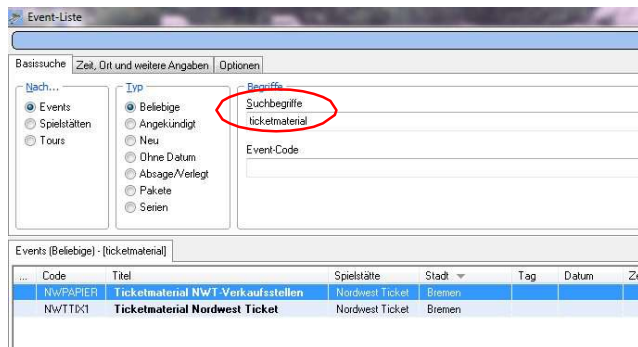 Event-Liste
Basissuche Zeit, Ort und weitere Angaben Optionen
Nach... Typ Begriffe
Events Beliebige Suchbegriffe
Spielstätten Angekündigt ticketmaterial
Tours Neu Event-Code
Ohne Datum
Absage/Verlegt
Pakete
Serien
Events (Beliebige) - [ticketmaterial]
... Code Titel Spielstätte Stadt Tag Datum
NWPAPIER Ticketmaterial NWT-Verkaufsstellen Nordwest Ticket Bremen
NWTTIX1 Ticketmaterial Nordwest Ticket Nordwest Ticket Bremen